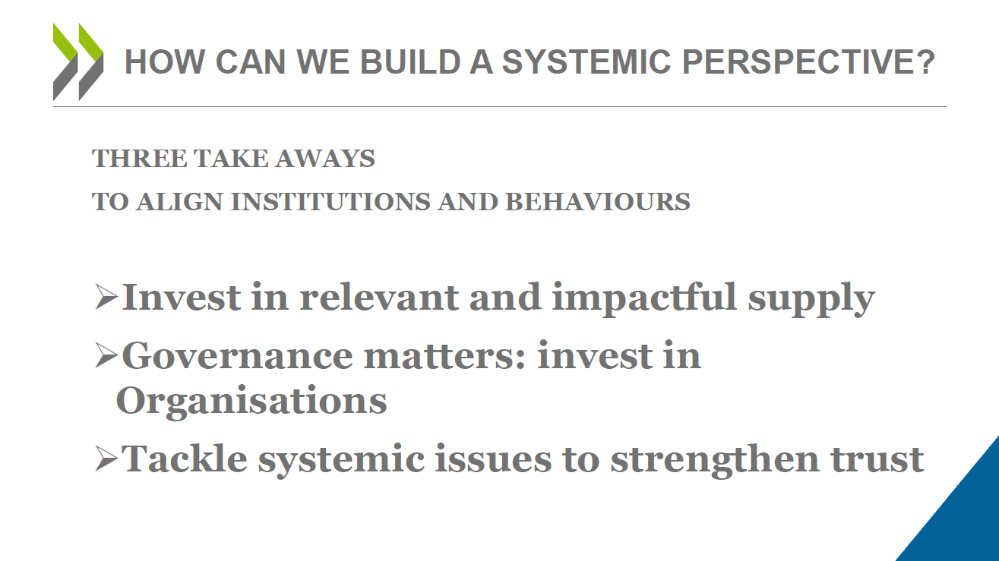 HOW CAN WE BUILD A SYSTEMIC PERSPECTIVE?
THREE TAKE AWAYS
TO ALIGN INSTITUTIONS AND BEHAVIOURS
➢Invest in relevant and impactful supply
➢Governance matters: invest in
Organisations
➢Tackle systemic issues to strengthen trust